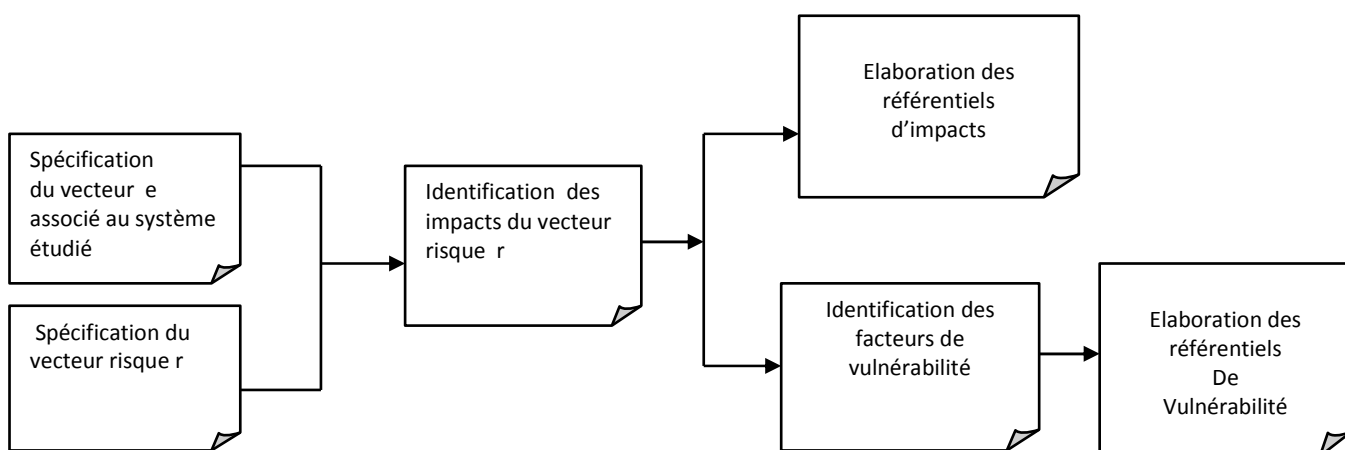 Spécification
du vecteur e
associé au système
étudié
Spécification du
vecteur risque r
Identification des
impacts du vecteur
risque r
Elaboration des
référentiels
d’impacts
Identification des
facteurs de
vulnérabilité
Elaboration des
référentiels
De
Vulnérabilité